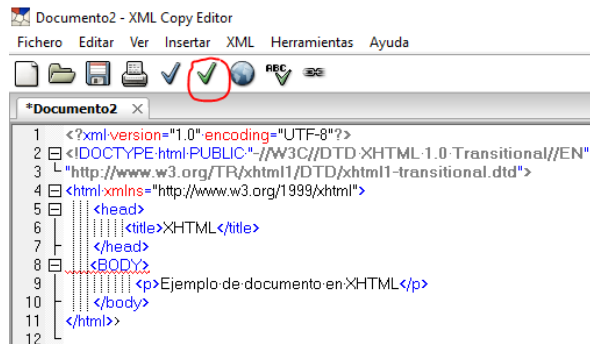 Documento2 - XML Copy Editor
Fichero Editar Ver Insertar XML Herramientas Ayuda
ABC
*Documento2 ×
1 <?xml·version="1.0"·encoding="UTF-8"?>
2 <!DOCTYPE·html·PUBLIC·"-//W3C//DTD·XHTML·1.0·Transitional//EN"
3 "http://www.w3.org/TR/xhtml1/DTD/xhtml1-transitional.dtd">
4 <html·xmlns="http://www.w3.org/1999/xhtml">
5 <head>
6 <title>XHTML</title>
7 </head>
8 <BODY>
9 <p>Ejemplo·de·documento·en·XHTML</p>
10 </body>
11 </html>>
12